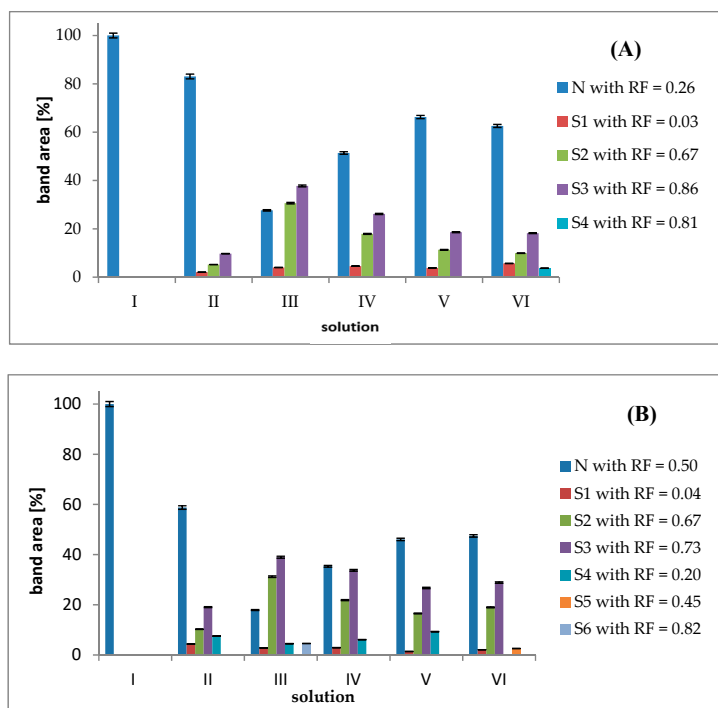 (A)
100
80
60
40
20
0
band area [%]
I II III IV V VI
solution
N with RF = 0.26
S1 with RF = 0.03
S2 with RF = 0.67
S3 with RF = 0.86
S4 with RF = 0.81
(B)
100
80
60
40
20
0
band area [%]
I II III IV V VI
solution
N with RF = 0.50
S1 with RF = 0.04
S2 with RF = 0.67
S3 with RF = 0.73
S4 with RF = 0.20
S5 with RF = 0.45
S6 with RF = 0.82